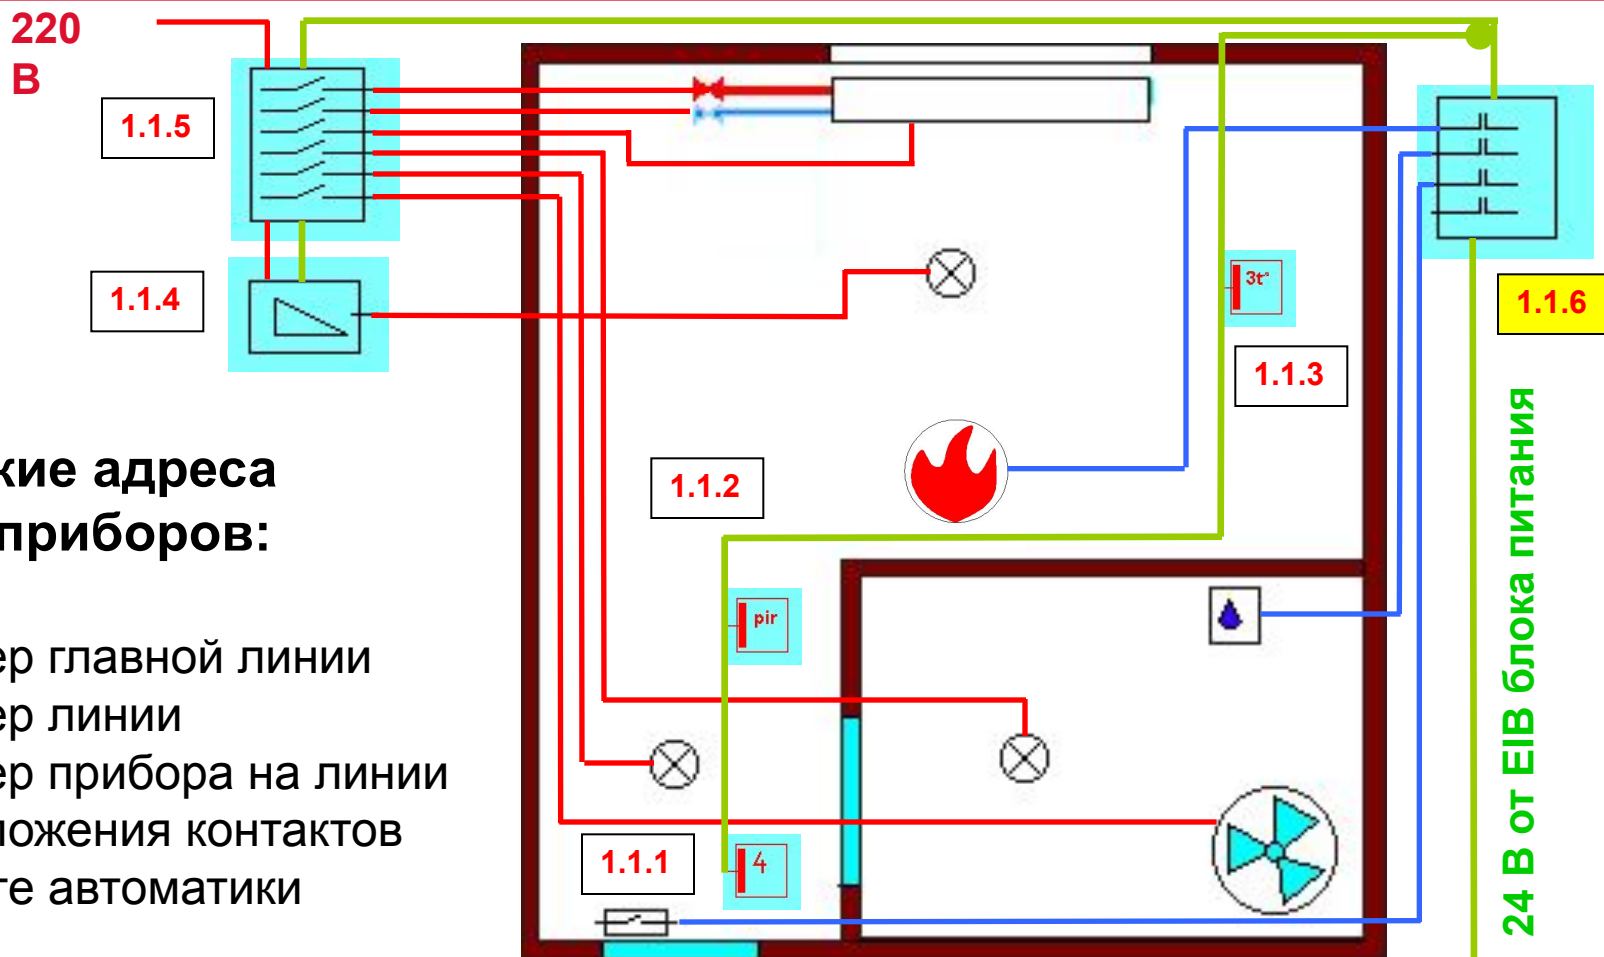 220
В
1.1.5
1.1.4
3t°
1.1.6
1.1.3
1.1.2
кие адреса
приборов:
pir
ер главной линии
ер линии
ер прибора на линии
ложения контактов
те автоматики
1.1.1
4
24 В от EIB блока питания